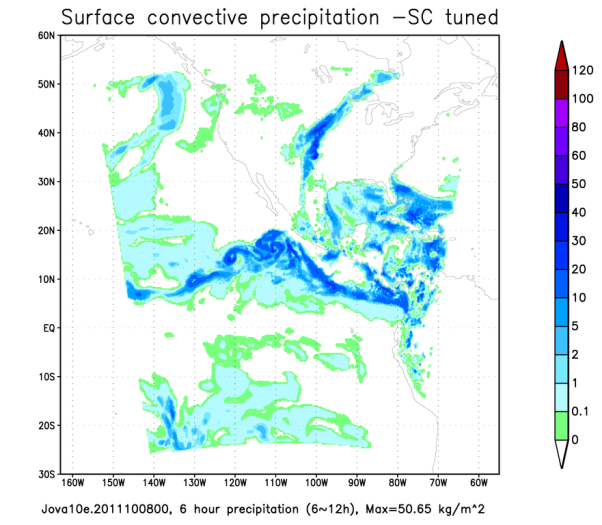 Surface convective precipitation -SC tuned
60N
50N
40N
30N
20N
10N
EQ
10S
20S
30S
160W 150W 140W 130W 120W 110W 100W 90W 80W 70W 60W
120
100
80
60
50
40
30
20
10
5
2
1
0.1
0
Jova10e.2011100800, 6 hour precipitation (6~12h), Max=50.65 kg/m^2